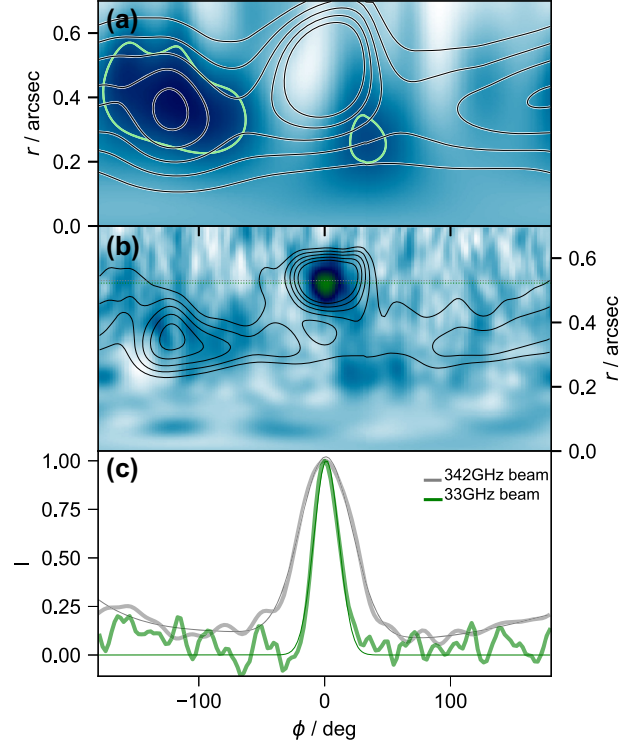 (a)
0.6
0.4
0.2
0.0
r / arcsec
(b)
0.6
0.4
0.2
0.0
r / arcsec
(c)
1.00
0.75
0.50
0.25
0.00
I
342GHz beam
33GHz beam
−100
0
100
ϕ / deg